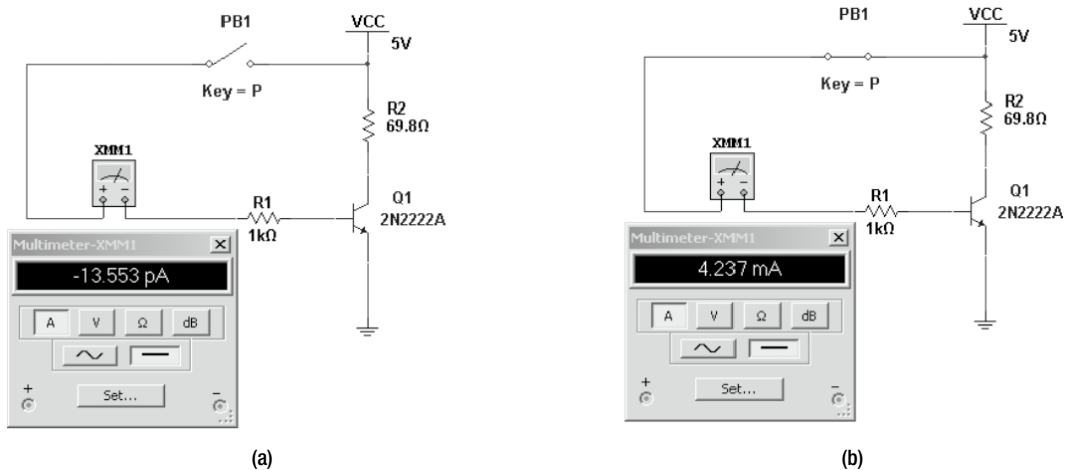 PB1
VCC
5V
Key = P
R2
69.8Ω
XMM1
R1
1kΩ
Q1
2N2222A
Multimeter-XMM1
-13.553 pA
A V Ω dB
Set...
+ -
(a)
PB1
VCC
5V
Key = P
R2
69.8Ω
XMM1
R1
1kΩ
Q1
2N2222A
Multimeter-XMM1
4.237 mA
A V Ω dB
Set...
+ -
(b)